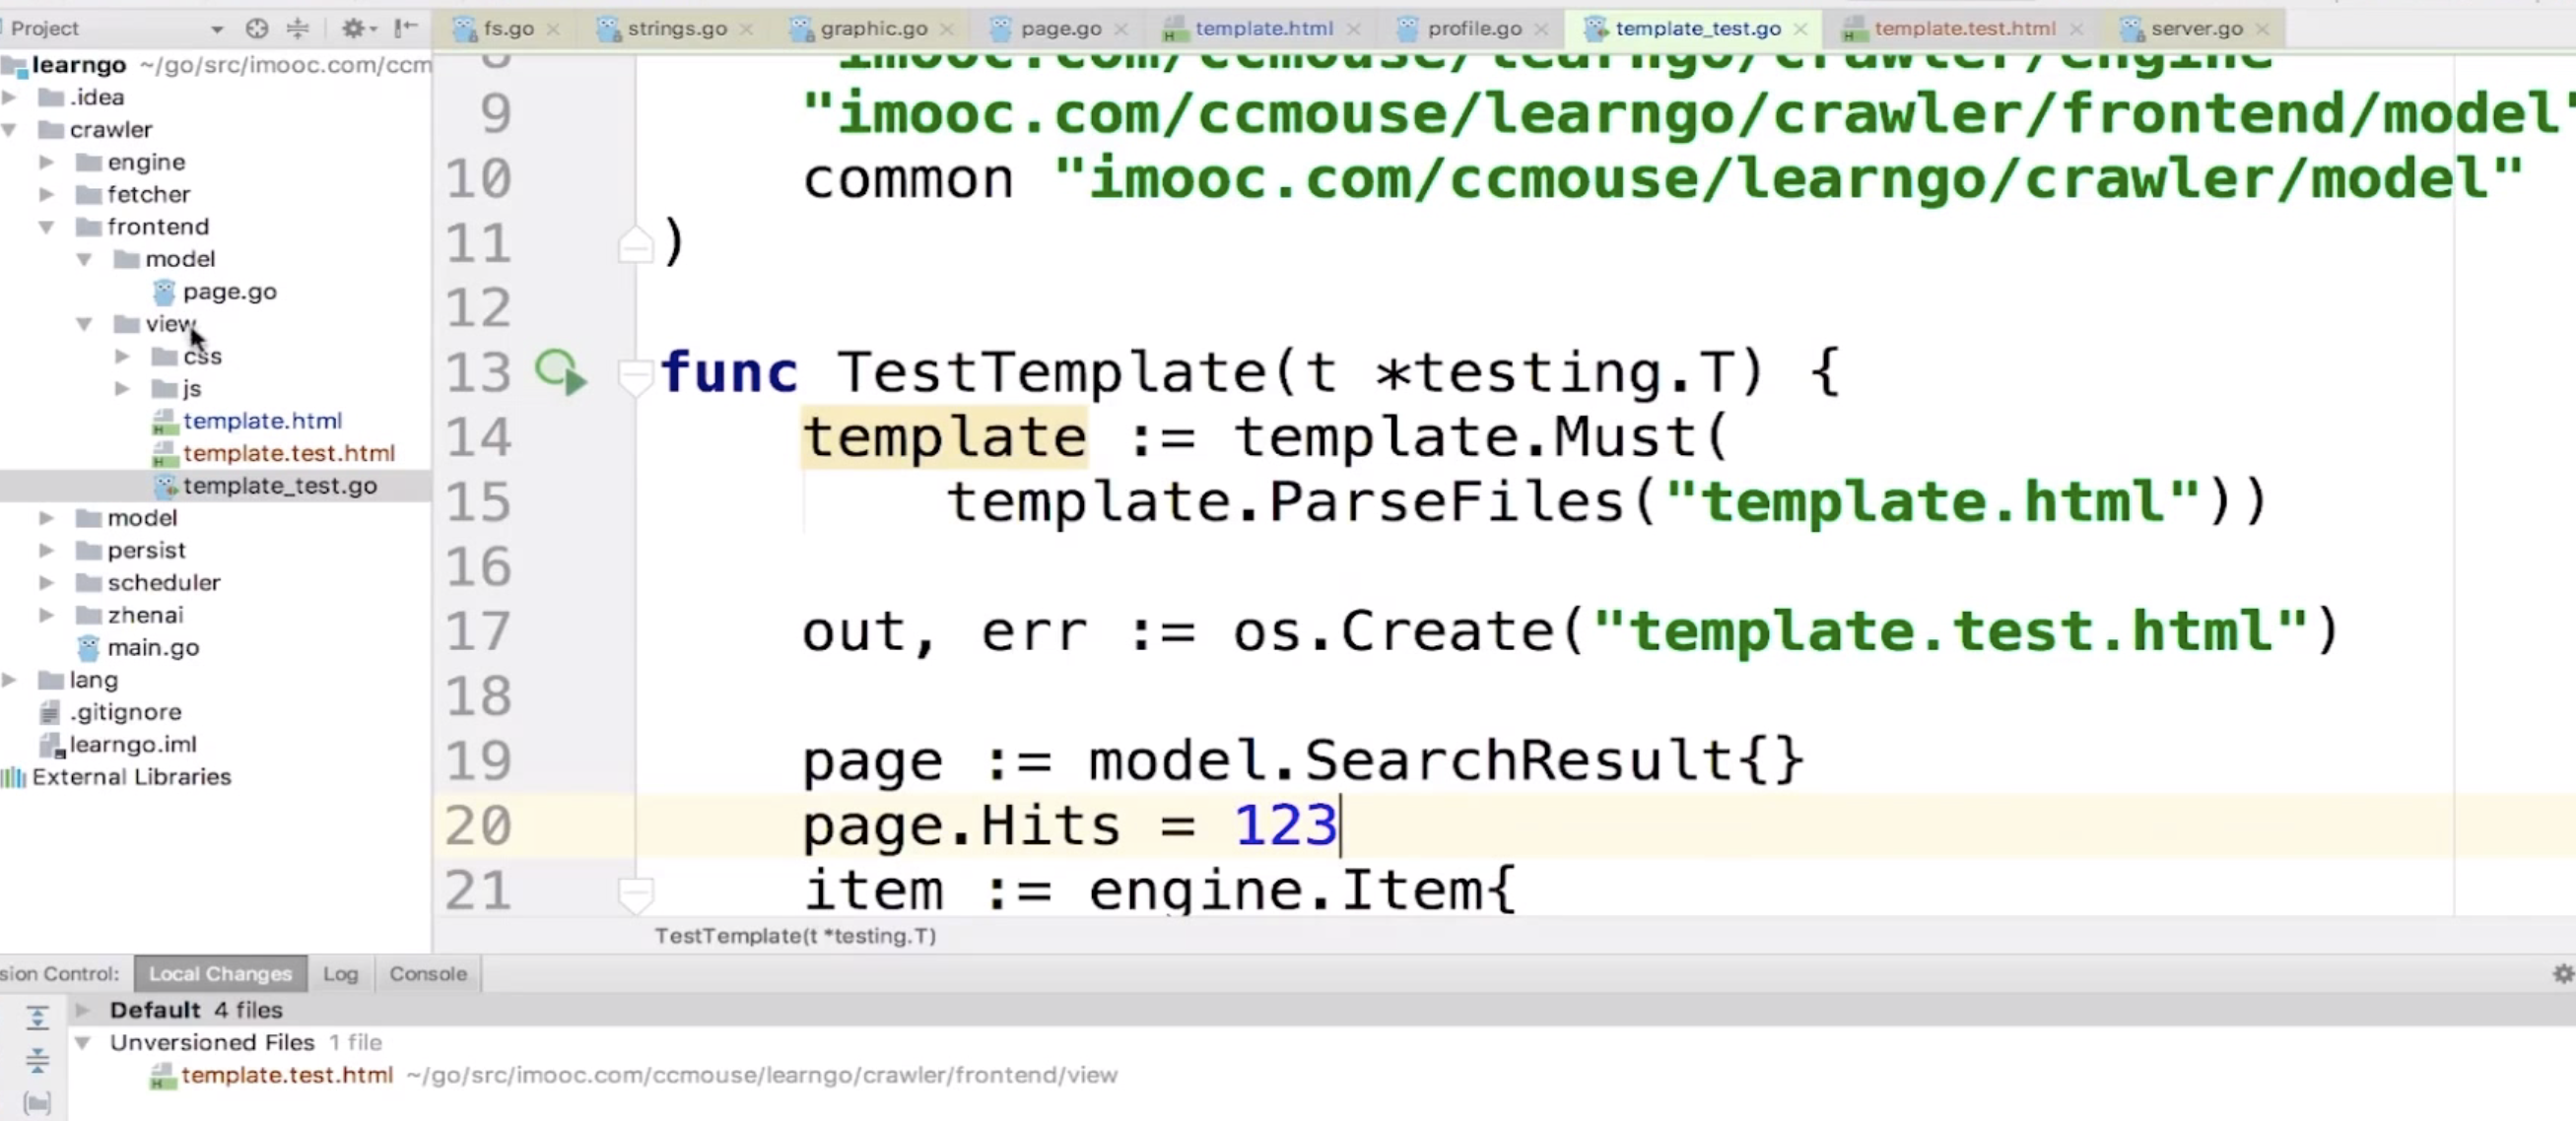 Project
fs.go
strings.go
graphic.go
page.go
template.html
profile.go
template_test.go
template.test.html
server.go
learngo ~/go/src/imooc.com/ccm
.idea
crawler
engine
fetcher
frontend
model
page.go
view
css
js
template.html
template.test.html
template_test.go
model
persist
scheduler
zhenai
main.go
lang
.gitignore
learngo.iml
External Libraries
8 "imooc.com/ccmouse/learngo/crawler/engine"
9 "imooc.com/ccmouse/learngo/crawler/frontend/model"
10 common "imooc.com/ccmouse/learngo/crawler/model"
11 )
12
13 func TestTemplate(t *testing.T) {
14 template := template.Must(
15 template.ParseFiles("template.html"))
16
17 out, err := os.Create("template.test.html")
18
19 page := model.SearchResult{}
20 page.Hits = 123
21 item := engine.Item{
TestTemplate(t *testing.T)
sion Control: Local Changes Log Console
Default 4 files
Unversioned Files 1 file
template.test.html ~/go/src/imooc.com/ccmouse/learngo/crawler/frontend/view